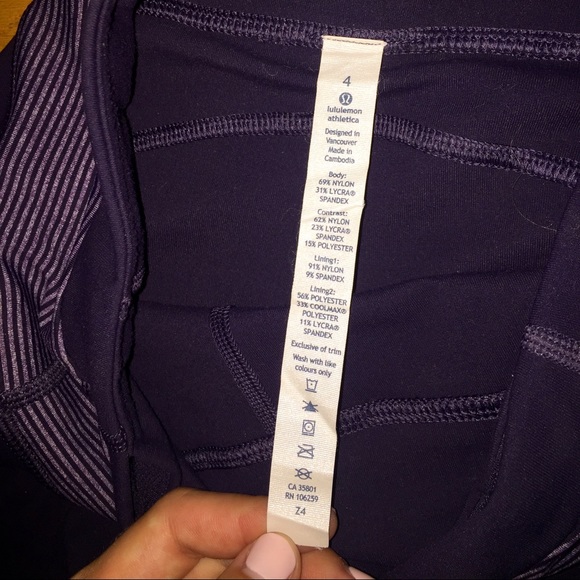 4
lululemon
athletica
Designed in
Vancouver
Made in
Cambodia
Body:
69% NYLON
31% LYCRA®
SPANDEX
Contrast:
62% NYLON
23% LYCRA®
SPANDEX
15% POLYESTER
Lining1:
91% NYLON
9% SPANDEX
Lining2:
56% POLYESTER
33% COOLMAX®
POLYESTER
11% LYCRA®
SPANDEX
Exclusive of trim
Wash with like
colours only
CA 35801
RN 106259
Z4